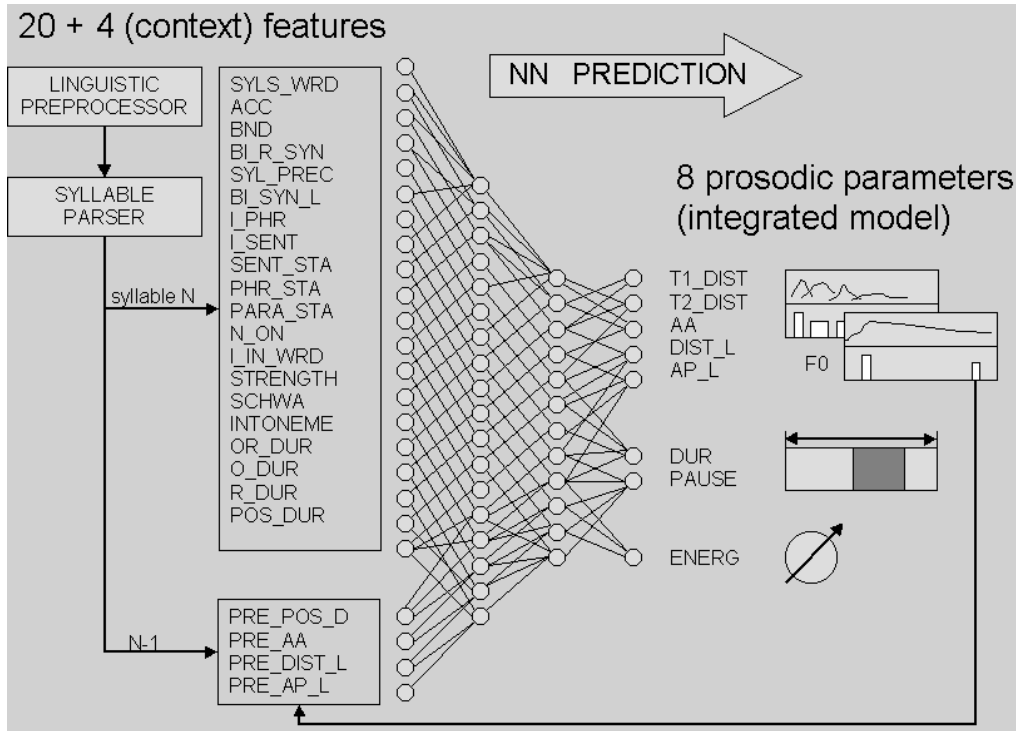 20 + 4 (context) features
LINGUISTIC
PREPROCESSOR
SYLLABLE
PARSER
syllable N
N-1
SYLS_WRD
ACC
BND
BI_R_SYN
SYL_PREC
BI_SYN_L
I_PHR
I_SENT
SENT_STA
PHR_STA
PARA_STA
N_ON
I_IN_WRD
STRENGTH
SCHWA
INTONEME
OR_DUR
O_DUR
R_DUR
POS_DUR
PRE_POS_D
PRE_AA
PRE_DIST_L
PRE_AP_L
NN PREDICTION
8 prosodic parameters
(integrated model)
T1_DIST
T2_DIST
AA
DIST_L
AP_L
F0
DUR
PAUSE
ENERG